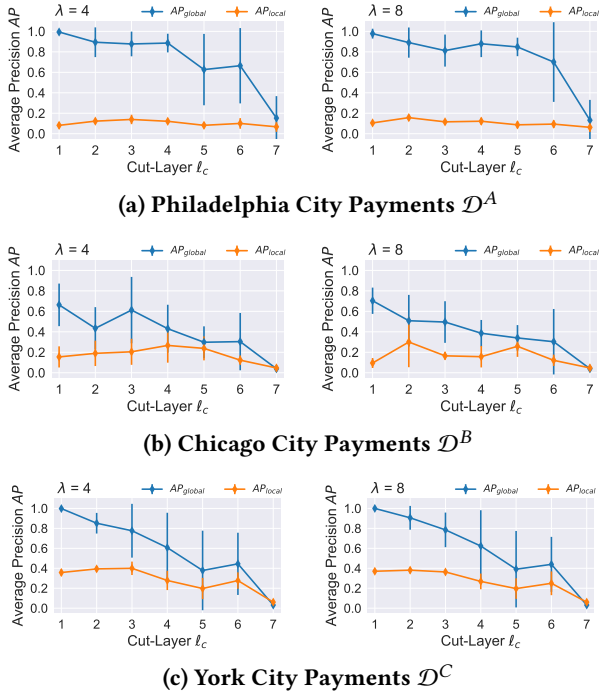 λ = 4 AP_global AP_local
Average Precision AP
1.0
0.8
0.6
0.4
0.2
0.0
1 2 3 4 5 6 7
Cut-Layer ℓ_c
λ = 8 AP_global AP_local
Average Precision AP
1.0
0.8
0.6
0.4
0.2
0.0
1 2 3 4 5 6 7
Cut-Layer ℓ_c
(a) Philadelphia City Payments 𝒟^A
λ = 4 AP_global AP_local
Average Precision AP
1.0
0.8
0.6
0.4
0.2
0.0
1 2 3 4 5 6 7
Cut-Layer ℓ_c
λ = 8 AP_global AP_local
Average Precision AP
1.0
0.8
0.6
0.4
0.2
0.0
1 2 3 4 5 6 7
Cut-Layer ℓ_c
(b) Chicago City Payments 𝒟^B
λ = 4 AP_global AP_local
Average Precision AP
1.0
0.8
0.6
0.4
0.2
0.0
1 2 3 4 5 6 7
Cut-Layer ℓ_c
λ = 8 AP_global AP_local
Average Precision AP
1.0
0.8
0.6
0.4
0.2
0.0
1 2 3 4 5 6 7
Cut-Layer ℓ_c
(c) York City Payments 𝒟^C